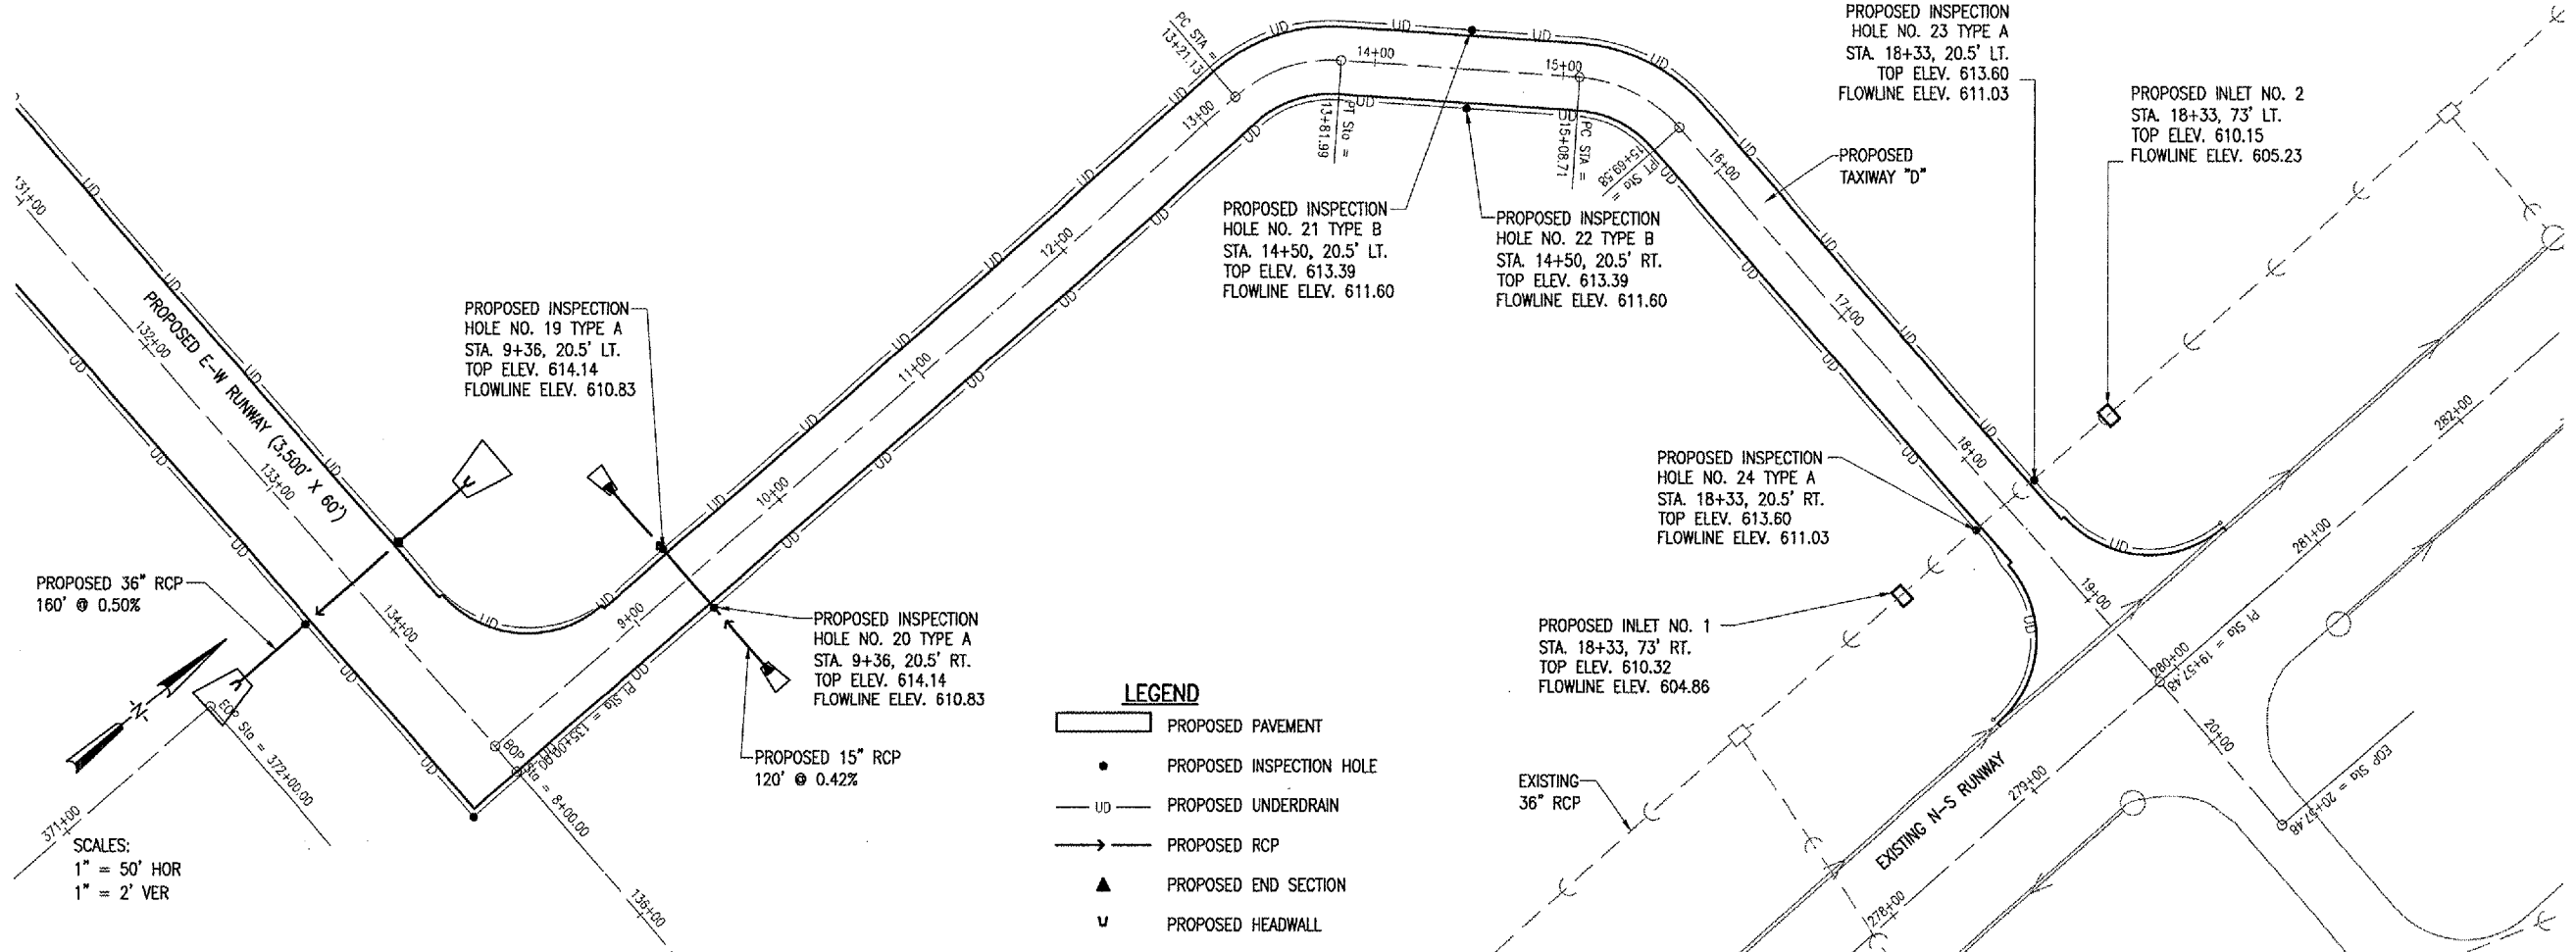 PC STA =
13+21.13
UD
14+00
15+00
13+00
PT Sta =
13+81.99
PC STA =
15+08.71
PT Sta =
15+69.58
16+00
PROPOSED INSPECTION
HOLE NO. 23 TYPE A
STA. 18+33, 20.5' LT.
TOP ELEV. 613.60
FLOWLINE ELEV. 611.03
PROPOSED INLET NO. 2
STA. 18+33, 73' LT.
TOP ELEV. 610.15
FLOWLINE ELEV. 605.23
PROPOSED
TAXIWAY "D"
PROPOSED INSPECTION
HOLE NO. 21 TYPE B
STA. 14+50, 20.5' LT.
TOP ELEV. 613.39
FLOWLINE ELEV. 611.60
PROPOSED INSPECTION
HOLE NO. 22 TYPE B
STA. 14+50, 20.5' RT.
TOP ELEV. 613.39
FLOWLINE ELEV. 611.60
131+00
132+00
133+00
134+00
PROPOSED E-W RUNWAY (3,500' X 60')
PROPOSED INSPECTION
HOLE NO. 19 TYPE A
STA. 9+36, 20.5' LT.
TOP ELEV. 614.14
FLOWLINE ELEV. 610.83
12+00
11+00
10+00
9+00
17+00
18+00
19+00
20+00
PROPOSED INSPECTION
HOLE NO. 24 TYPE A
STA. 18+33, 20.5' RT.
TOP ELEV. 613.60
FLOWLINE ELEV. 611.03
282+00
281+00
280+00
PI Sta = 19+57.48
PROPOSED 36" RCP
160' @ 0.50%
-N-
EOP Sta = 372+00.00
371+00
SCALES:
1" = 50' HOR
1" = 2' VER
PROPOSED INSPECTION
HOLE NO. 20 TYPE A
STA. 9+36, 20.5' RT.
TOP ELEV. 614.14
FLOWLINE ELEV. 610.83
BOP Sta = 8+00.00
PROPOSED 15" RCP
120' @ 0.42%
136+00
LEGEND
PROPOSED PAVEMENT
PROPOSED INSPECTION HOLE
UD PROPOSED UNDERDRAIN
PROPOSED RCP
PROPOSED END SECTION
PROPOSED HEADWALL
PROPOSED INLET NO. 1
STA. 18+33, 73' RT.
TOP ELEV. 610.32
FLOWLINE ELEV. 604.86
EXISTING
36" RCP
EXISTING N-S RUNWAY
279+00
278+00
EOP Sta = 20+57.48